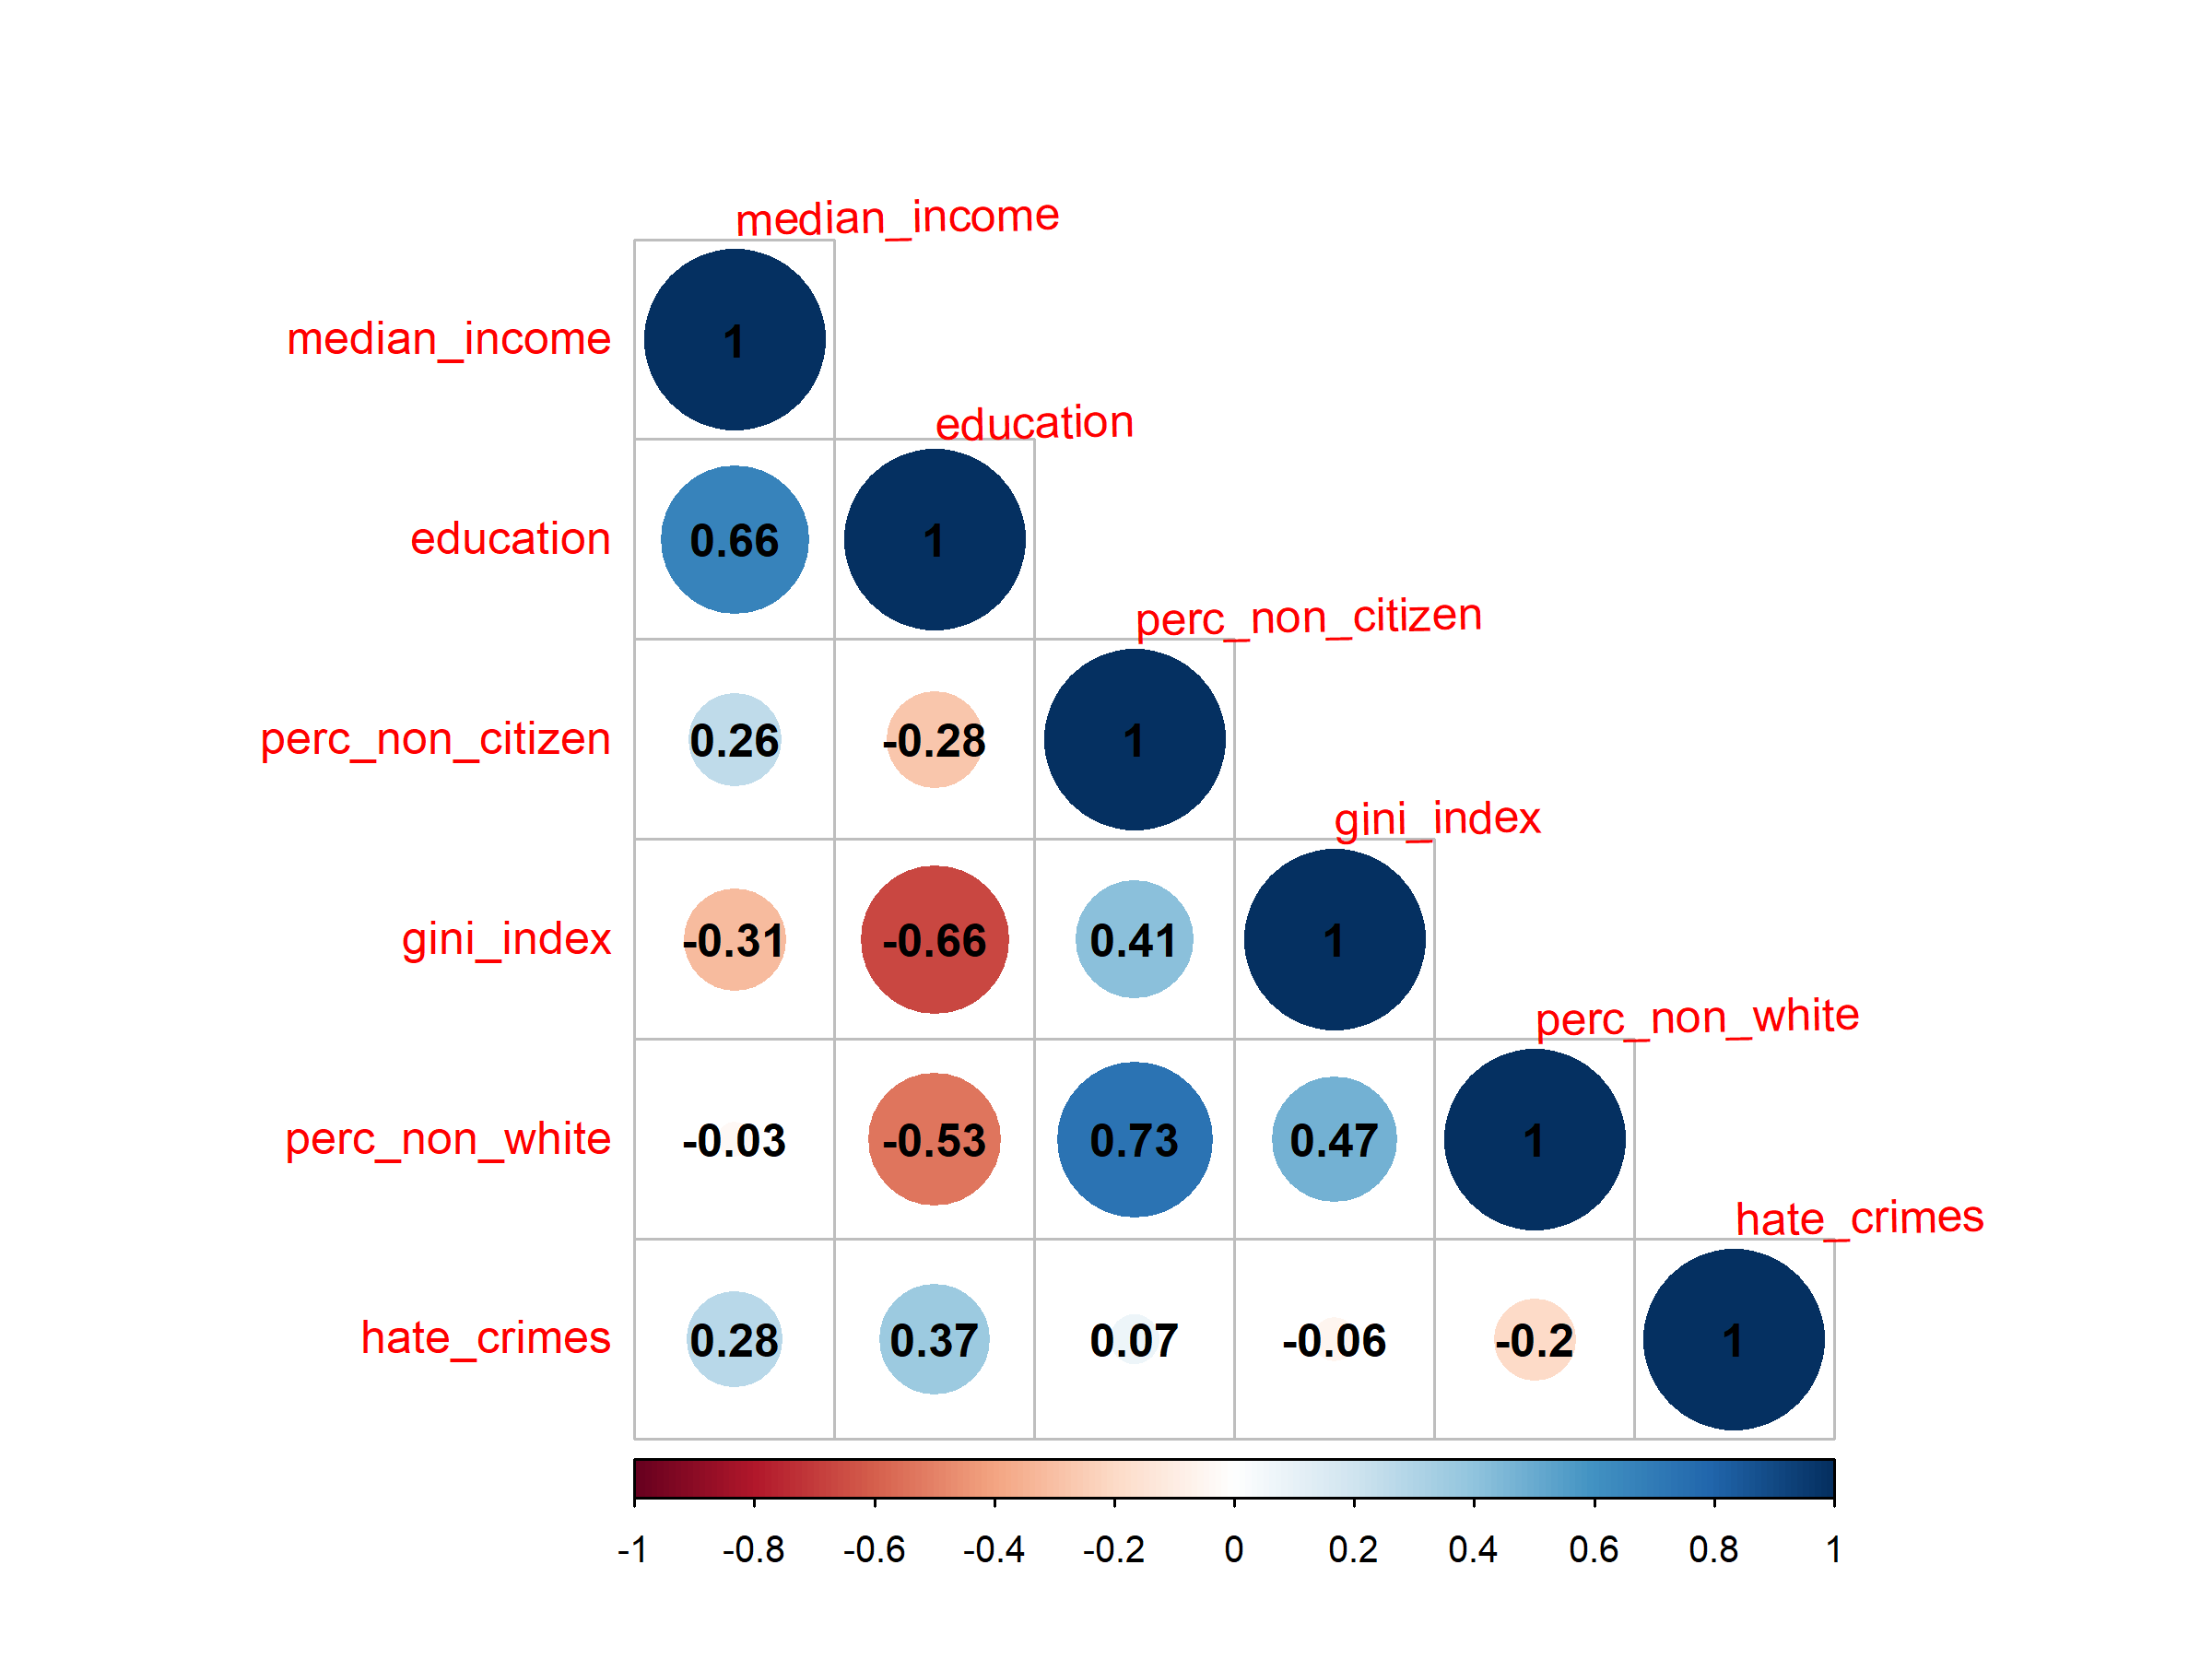 median_income
median_income 1
education
education 0.66 1
perc_non_citizen
perc_non_citizen 0.26 -0.28 1
gini_index
gini_index -0.31 -0.66 0.41 1
perc_non_white
perc_non_white -0.03 -0.53 0.73 0.47 1
hate_crimes
hate_crimes 0.28 0.37 0.07 -0.06 -0.2 1
-1 -0.8 -0.6 -0.4 -0.2 0 0.2 0.4 0.6 0.8 1